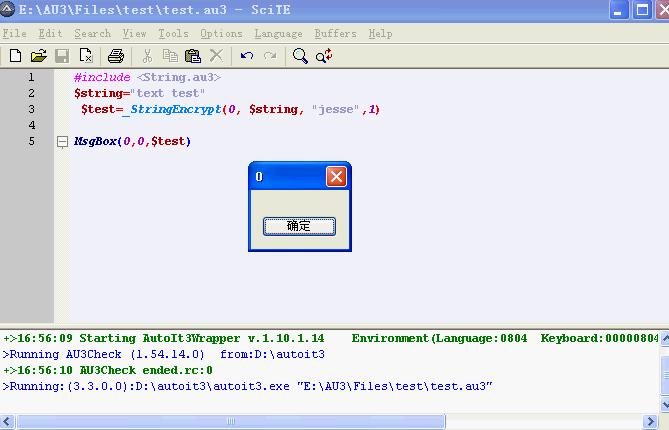 E:\AU3\Files\test\test.au3 - SciTE
File Edit Search View Tools Options Language Buffers Help
1 #include <String.au3>
2 $string="text test"
3 $test=_StringEncrypt(0, $string, "jesse",1)
4
5 MsgBox(0,0,$test)
0
确定
+>16:56:09 Starting AutoIt3Wrapper v.1.10.1.14 Environment(Language:0804 Keyboard:00000804
>Running AU3Check (1.54.14.0) from:D:\autoit3
+>16:56:10 AU3Check ended.rc:0
>Running:(3.3.0.0):D:\autoit3\autoit3.exe "E:\AU3\Files\test\test.au3"